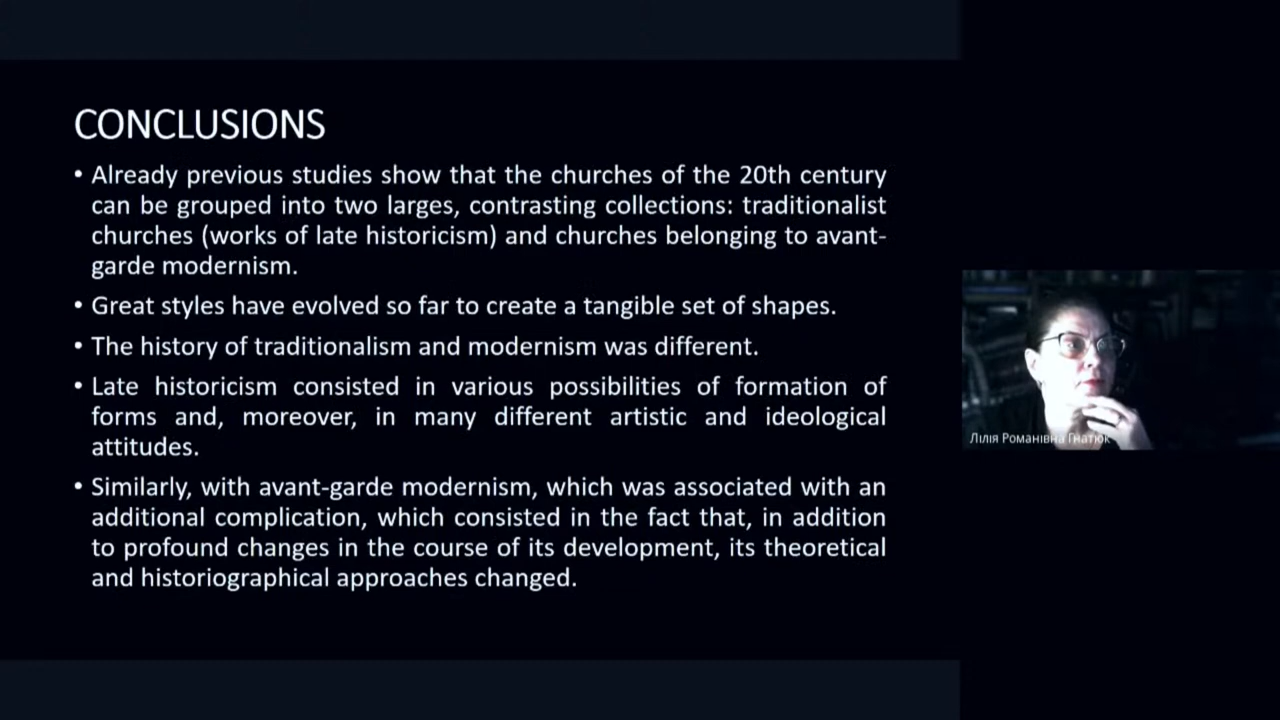 CONCLUSIONS
• Already previous studies show that the churches of the 20th century
can be grouped into two larges, contrasting collections: traditionalist
churches (works of late historicism) and churches belonging to avant-
garde modernism.
• Great styles have evolved so far to create a tangible set of shapes.
• The history of traditionalism and modernism was different.
• Late historicism consisted in various possibilities of formation of
forms and, moreover, in many different artistic and ideological
attitudes.
• Similarly, with avant-garde modernism, which was associated with an
additional complication, which consisted in the fact that, in addition
to profound changes in the course of its development, its theoretical
and historiographical approaches changed.
Лілія Романівна Гнатюк